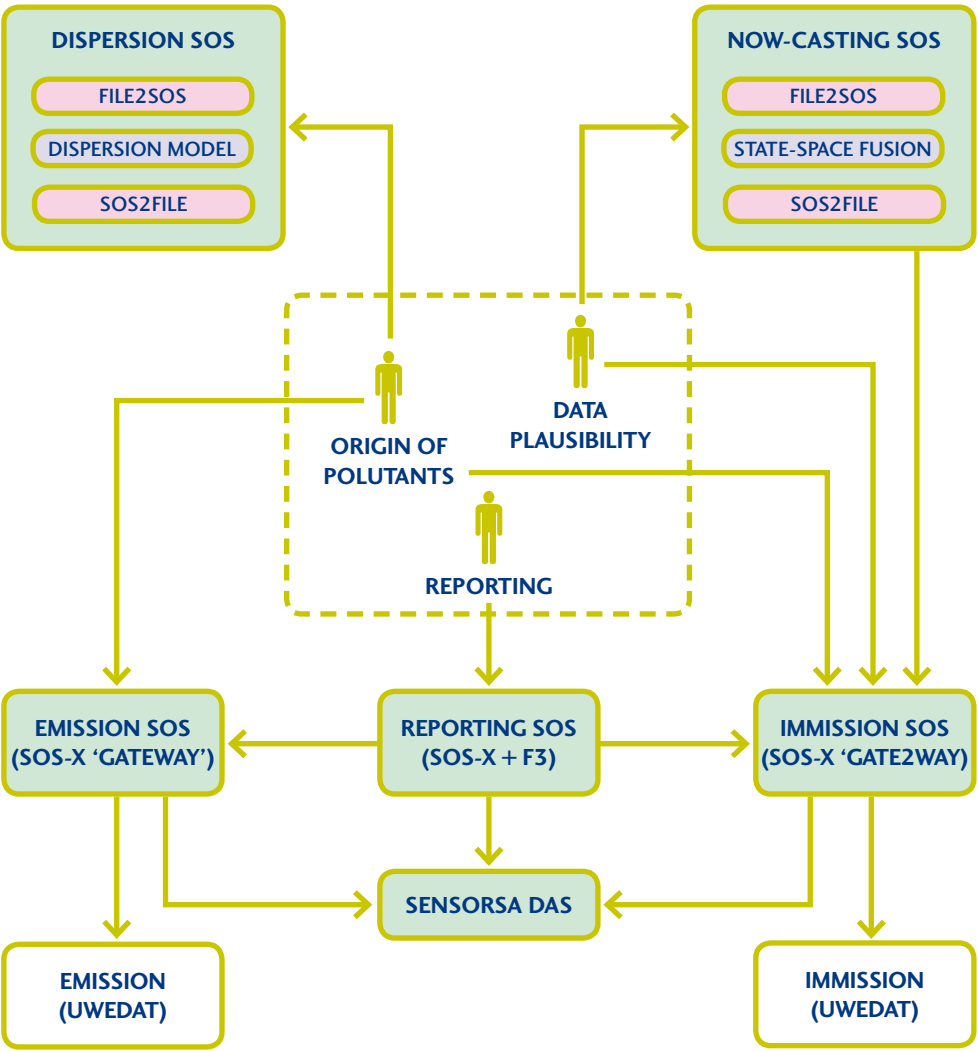 DISPERSION SOS
FILE2SOS
DISPERSION MODEL
SOS2FILE
NOW-CASTING SOS
FILE2SOS
STATE-SPACE FUSION
SOS2FILE
DATA
PLAUSIBILITY
ORIGIN OF
POLUTANTS
REPORTING
EMISSION SOS
(SOS-X ‘GATEWAY’)
REPORTING SOS
(SOS-X + F3)
IMMISSION SOS
(SOS-X ‘GATE2WAY)
SENSORSA DAS
EMISSION
(UWEDAT)
IMMISSION
(UWEDAT)